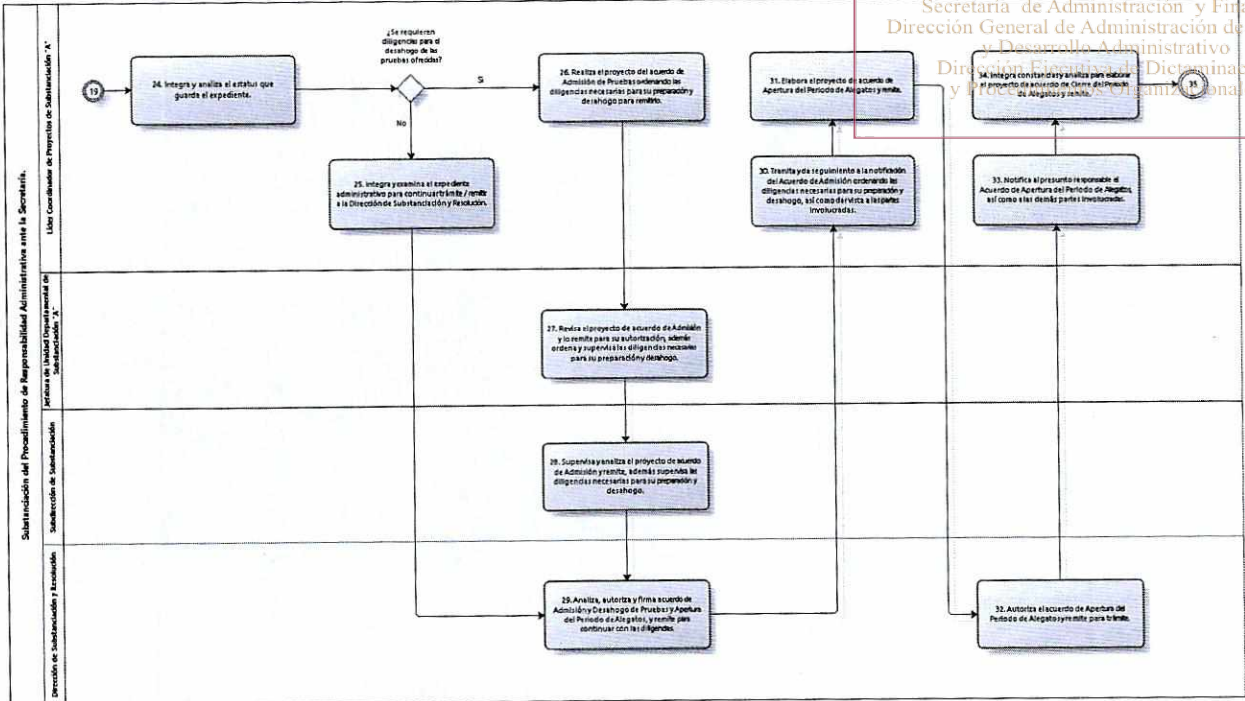 Secretaría de Administración y
Dirección General de Administración de
y Desarrollo Administrativo
Dirección Ejecutiva de
y
Substanciación del Procedimiento de Responsabilidad Administrativa ante la Secretaría.
Líder Coordinador de Proyectos de Substanciación "A"
19
24. Integra y analiza el estatus que
guarda el expediente.
¿Se requieren
diligencias para el
desahogo de las
pruebas ofrecidas?
Si
No
25. Integra y examina el expediente
administrativo para continuar trámite / remitir
a la Dirección de Substanciación y Resolución.
26. Realiza el proyecto del acuerdo de
Admisión de Pruebas ordenando las
diligencias necesarias para su preparación y
desahogo para remitirlo.
31. Elabora el proyecto de acuerdo de
Apertura del Periodo de Alegatos y remite.
30. Tramita y da seguimiento a la notificación
del Acuerdo de Admisión ordenando las
diligencias necesarias para su preparación y
desahogo, así como dar vista a las partes
involucradas.
34. Integra constancias y analiza para elaborar
el proyecto de acuerdo de Cierre del Periodo
de Alegatos y remite.
35
33. Notifica al presunto responsable el
Acuerdo de Apertura del Periodo de Alegatos,
así como a las demás partes involucradas.
Jefatura de Unidad Departamental de
Substanciación "A"
27. Revisa el proyecto de acuerdo de Admisión
y lo remite para su autorización, además
ordena y supervisa las diligencias necesarias
para su preparación y desahogo.
Subdirección de Substanciación
28. Supervisa y analiza el proyecto de acuerdo
de Admisión y remite, además supervisa las
diligencias necesarias para su preparación y
desahogo.
Dirección de Substanciación y Resolución
29. Analiza, autoriza y firma acuerdo de
Admisión y Desahogo de Pruebas y Apertura
del Periodo de Alegatos, y remite para
continuar con las diligencias.
32. Autoriza el acuerdo de Apertura del
Periodo de Alegatos y remite para trámite.